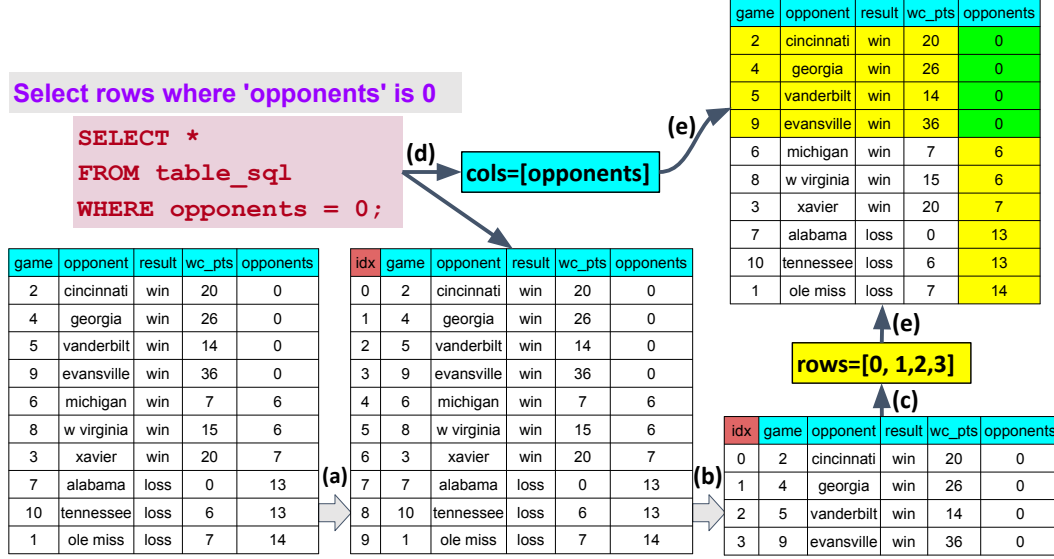 Select rows where 'opponents' is 0
SELECT *
FROM table_sql
WHERE opponents = 0;
(d)
cols=[opponents]
(e)
game opponent result wc_pts opponents
2 cincinnati win 20 0
4 georgia win 26 0
5 vanderbilt win 14 0
9 evansville win 36 0
6 michigan win 7 6
8 w virginia win 15 6
3 xavier win 20 7
7 alabama loss 0 13
10 tennessee loss 6 13
1 ole miss loss 7 14
game opponent result wc_pts opponents
2 cincinnati win 20 0
4 georgia win 26 0
5 vanderbilt win 14 0
9 evansville win 36 0
6 michigan win 7 6
8 w virginia win 15 6
3 xavier win 20 7
7 alabama loss 0 13
10 tennessee loss 6 13
1 ole miss loss 7 14
(a)
idx game opponent result wc_pts opponents
0 2 cincinnati win 20 0
1 4 georgia win 26 0
2 5 vanderbilt win 14 0
3 9 evansville win 36 0
4 6 michigan win 7 6
5 8 w virginia win 15 6
6 3 xavier win 20 7
7 7 alabama loss 0 13
8 10 tennessee loss 6 13
9 1 ole miss loss 7 14
(b)
(e)
rows=[0, 1,2,3]
(c)
idx game opponent result wc_pts opponents
0 2 cincinnati win 20 0
1 4 georgia win 26 0
2 5 vanderbilt win 14 0
3 9 evansville win 36 0